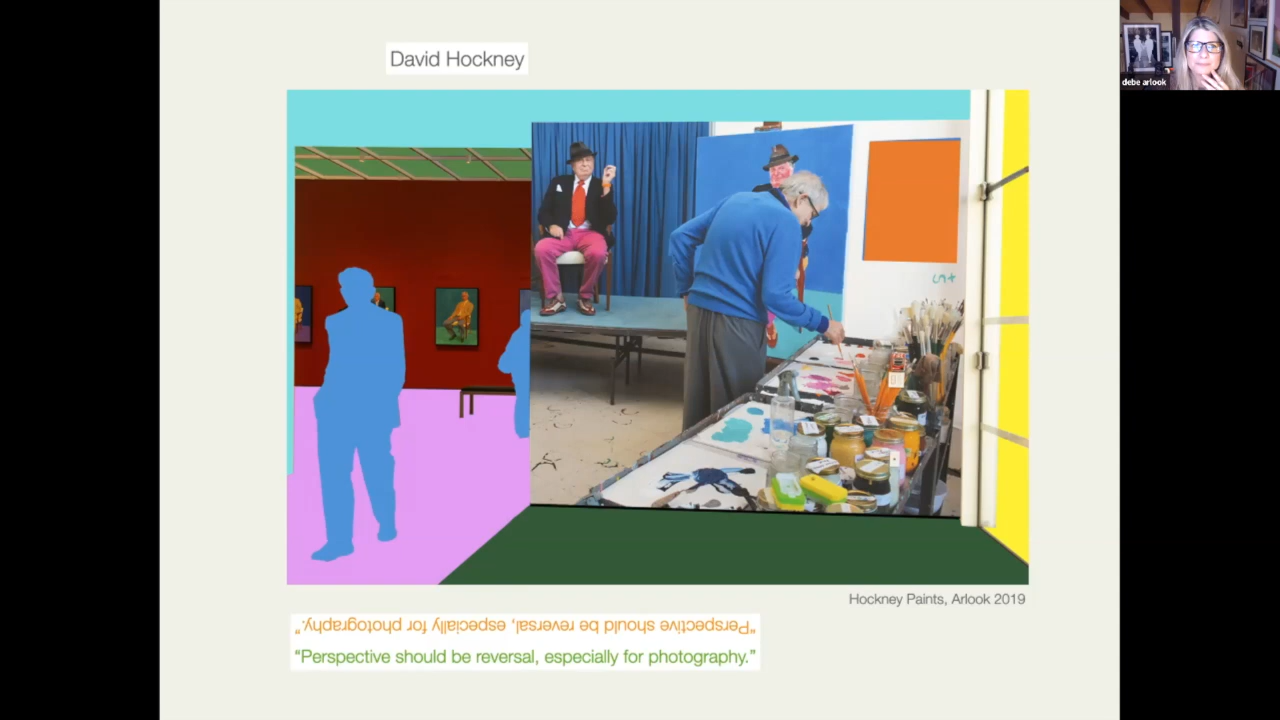 David Hockney
debe arlook
Hockney Paints, Arlook 2019
“Perspective should be reversal, especially for photography.”
“Perspective should be reversal, especially for photography.”